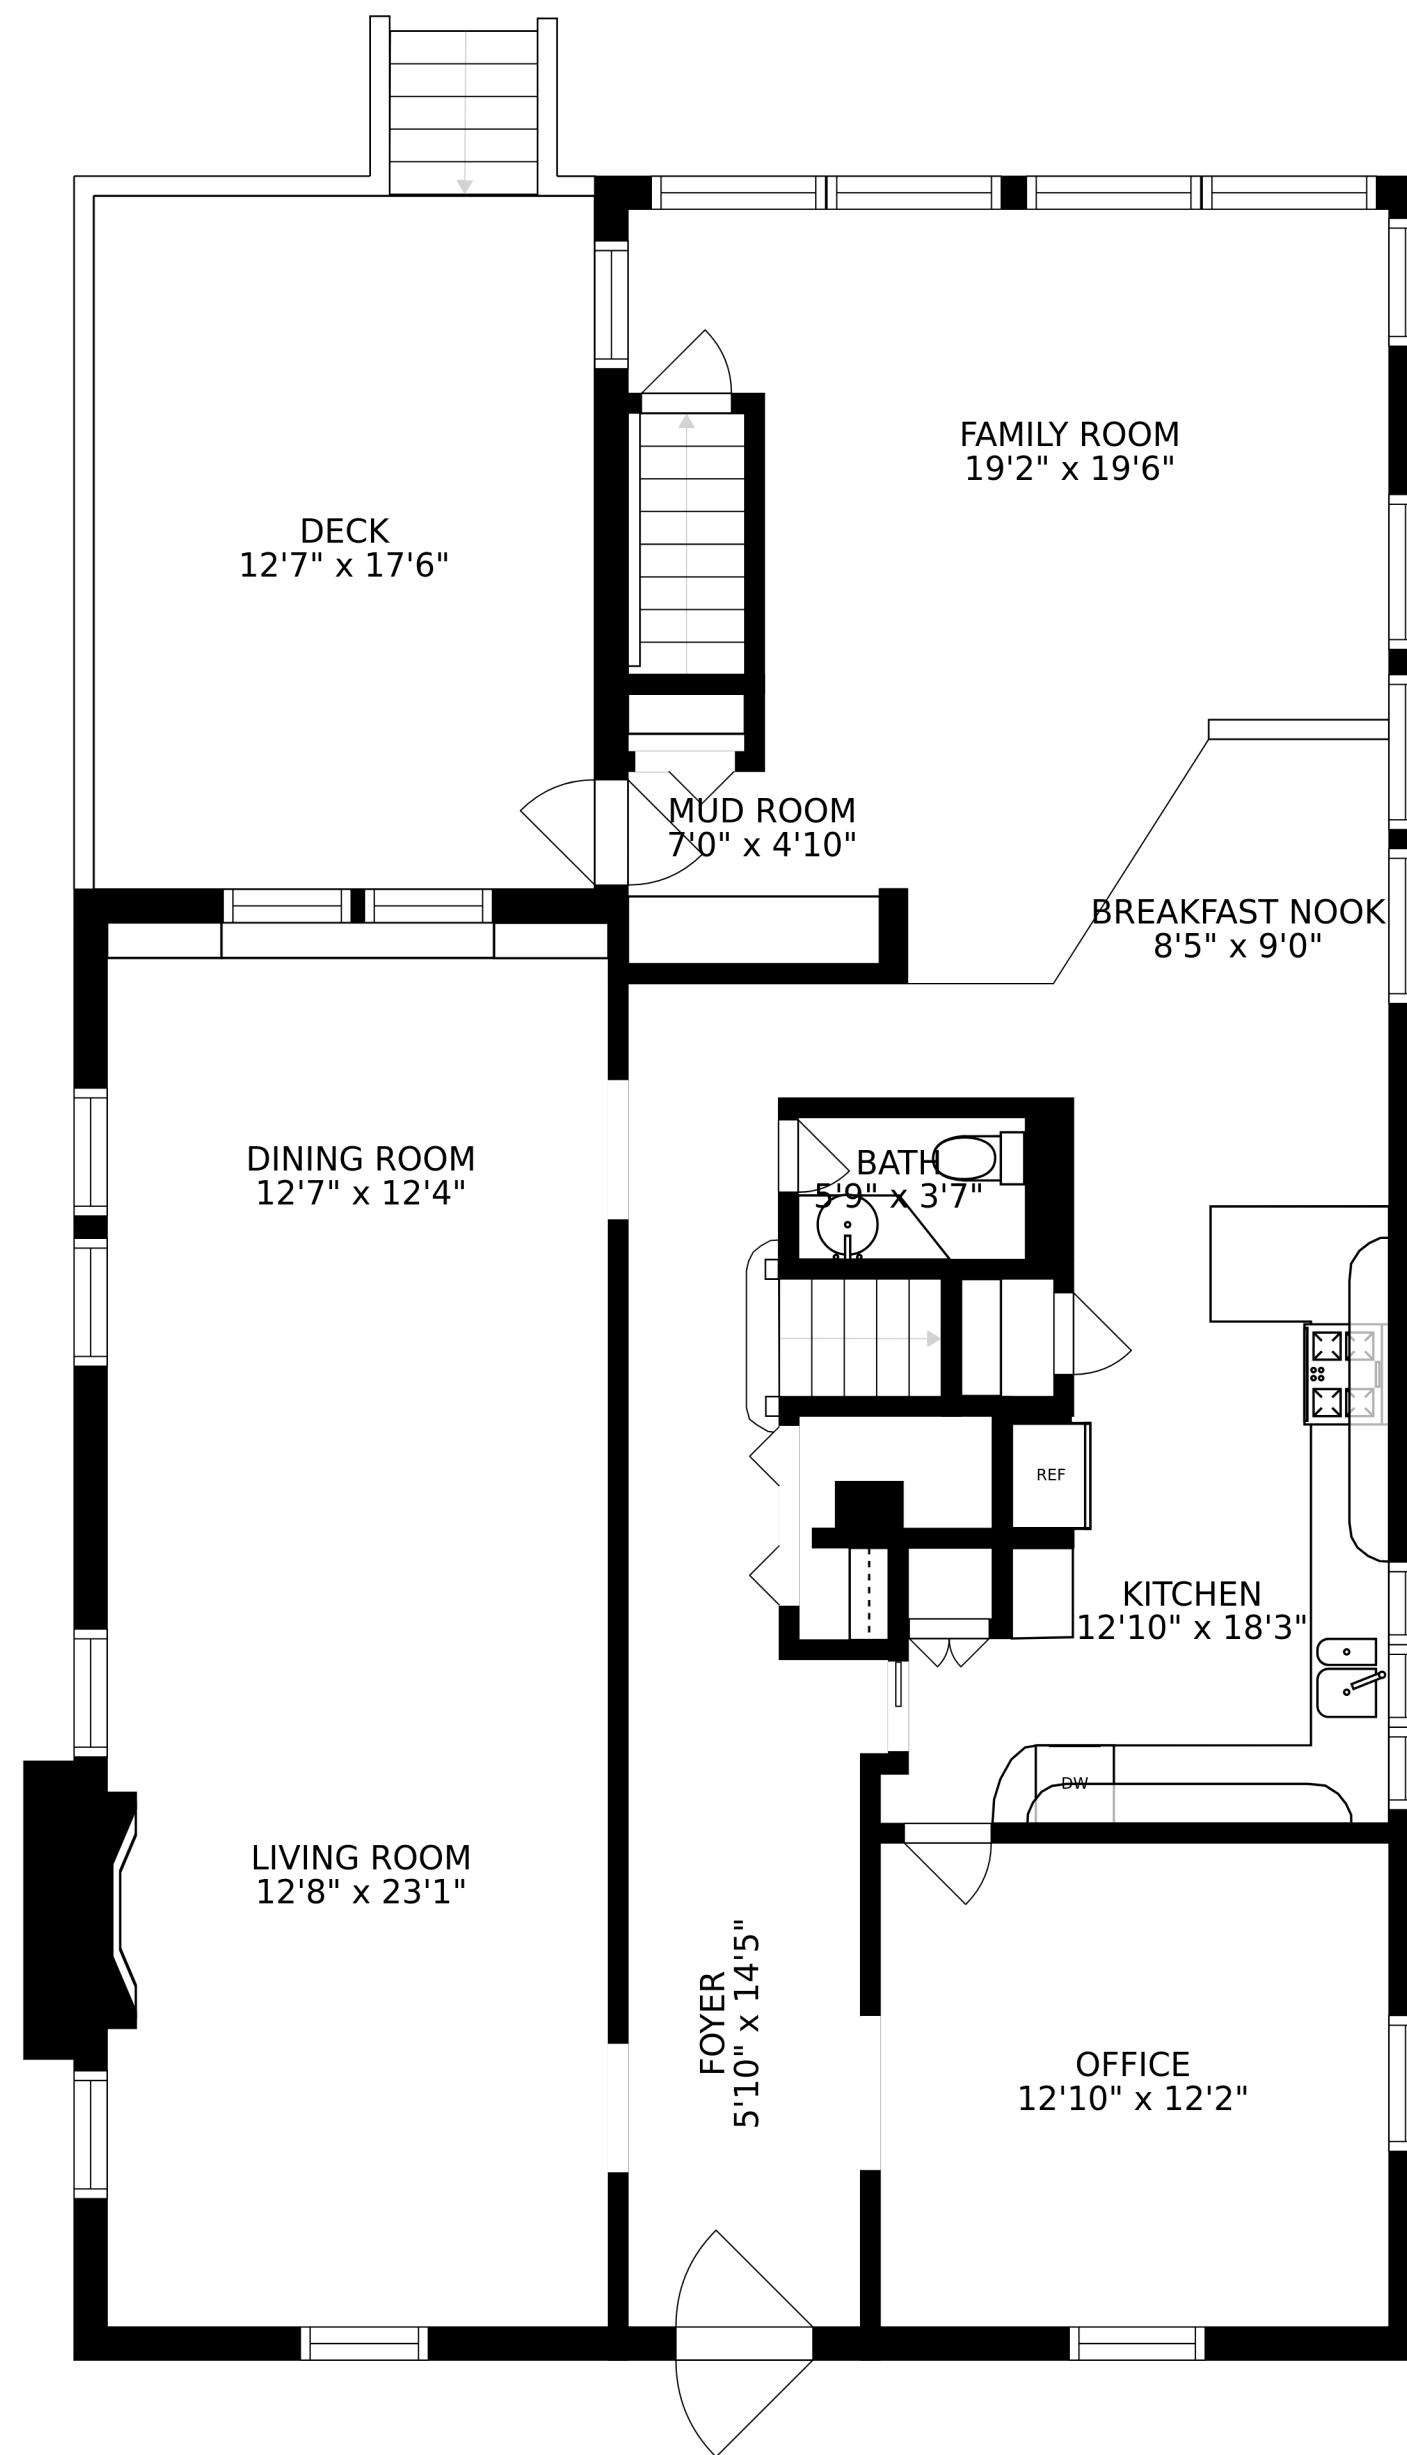 FAMILY ROOM
19'2" x 19'6"
DECK
12'7" x 17'6"
MUD ROOM
7'0" x 4'10"
BREAKFAST NOOK
8'5" x 9'0"
DINING ROOM
12'7" x 12'4"
BATH
5'9" x 3'7"
REF
KITCHEN
12'10" x 18'3"
DW
LIVING ROOM
12'8" x 23'1"
FOYER
5'10" x 14'5"
OFFICE
12'10" x 12'2"